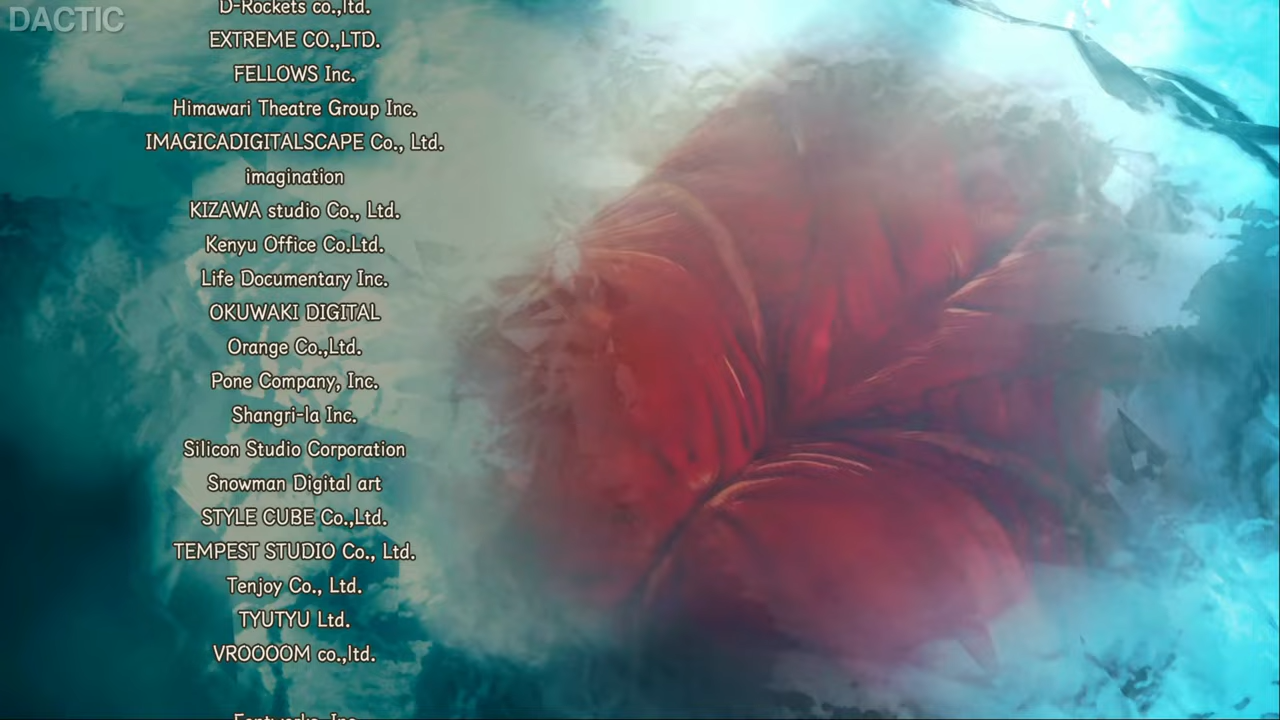 DACTIC
D-Rockets co.,ltd.
EXTREME CO.,LTD.
FELLOWS Inc.
Himawari Theatre Group Inc.
IMAGICADIGITALSCAPE Co., Ltd.
imagination
KIZAWA studio Co., Ltd.
Kenyu Office Co.Ltd.
Life Documentary Inc.
OKUWAKI DIGITAL
Orange Co.,Ltd.
Pone Company, Inc.
Shangri-la Inc.
Silicon Studio Corporation
Snowman Digital art
STYLE CUBE Co.,Ltd.
TEMPEST STUDIO Co., Ltd.
Tenjoy Co., Ltd.
TYUTYU Ltd.
VROOOOM co.,ltd.
Fontworks, Inc.